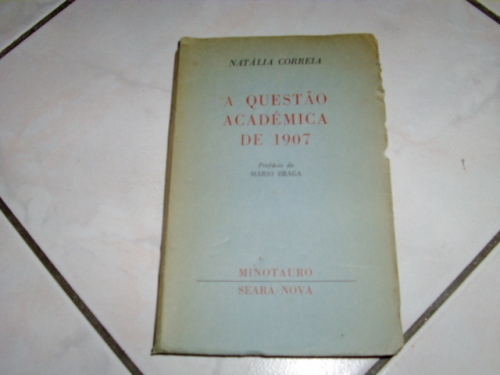 NATÁLIA CORREIA
A QUESTÃO
ACADÉMICA
DE 1907
Prefácio de
MARIO BRAGA
MINOTAURO
SEARA NOVA